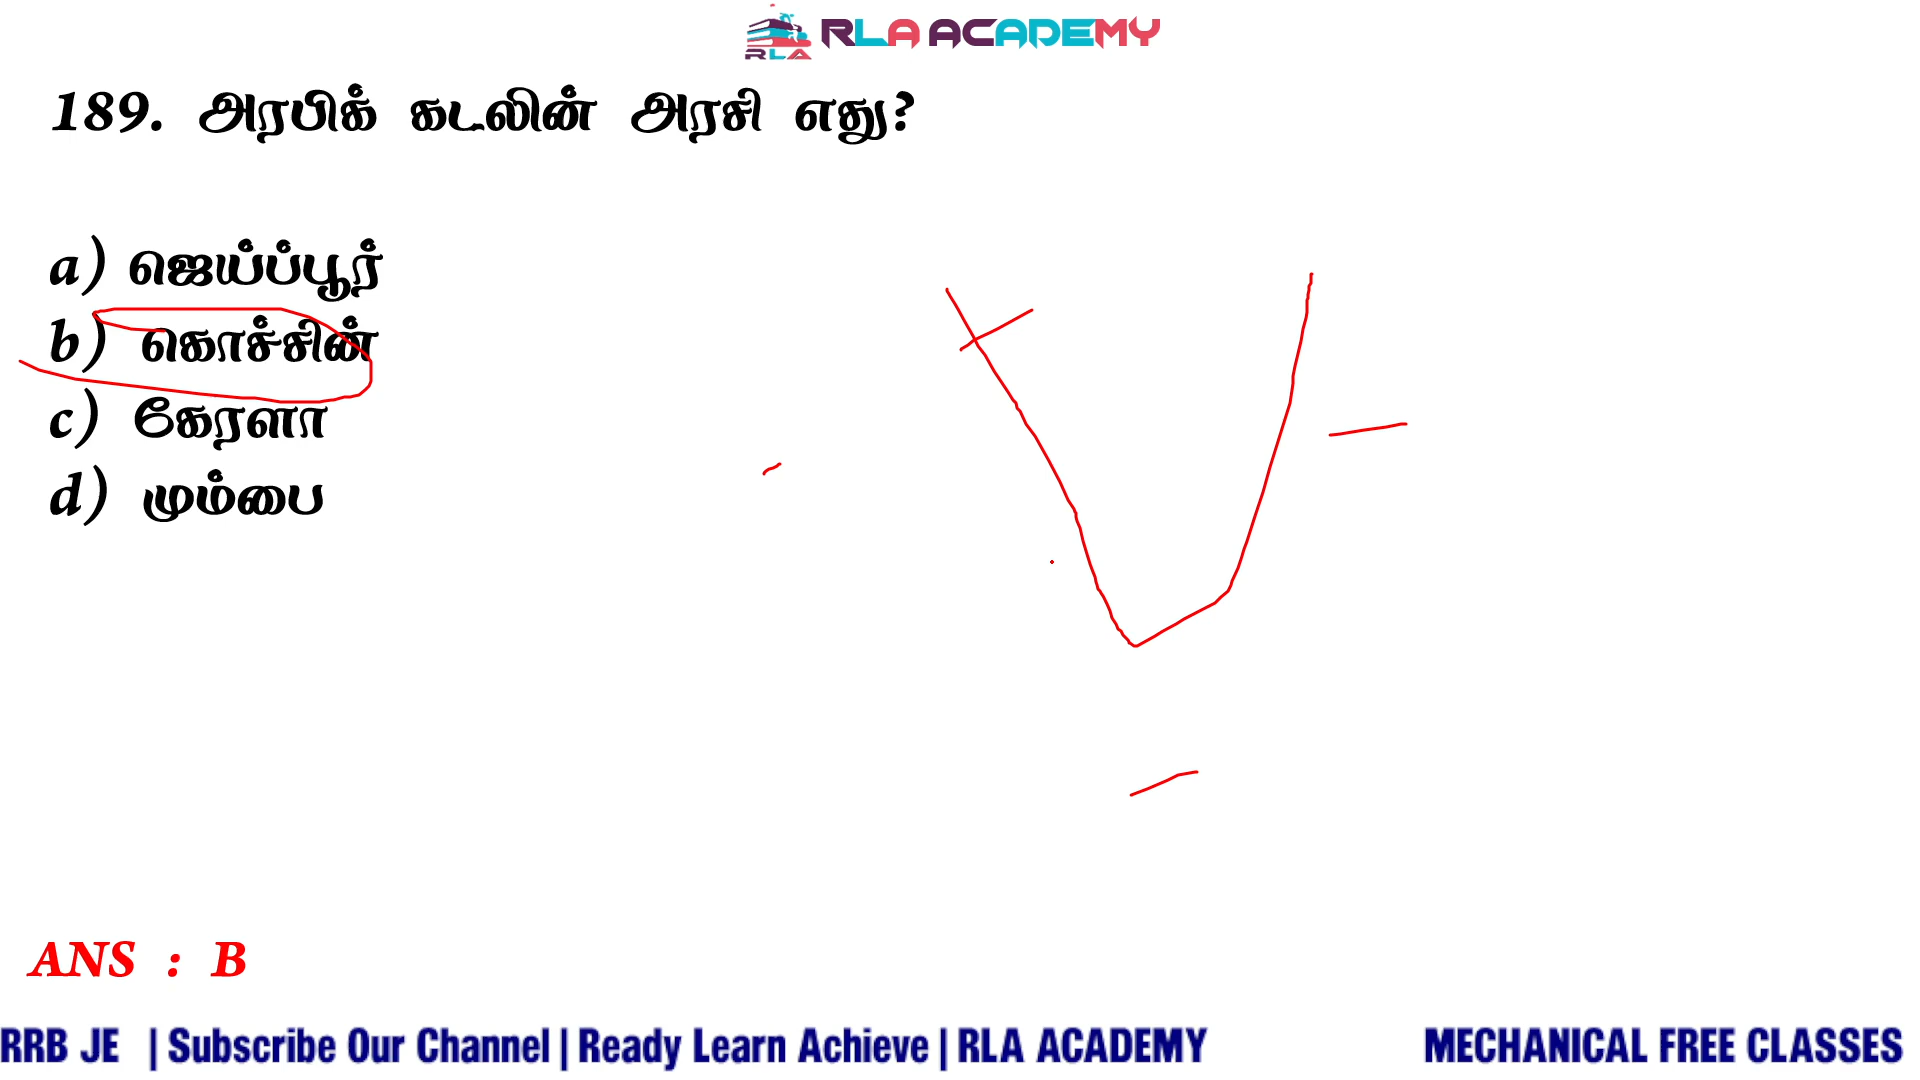 RLA
RLA ACADEMY
189. அரபிக் கடலின் அரசி எது?
a) ஜெய்ப்பூர்
b) கொச்சின்
c) கேரளா
d) மும்பை
ANS : B
RRB JE | Subscribe Our Channel | Ready Learn Achieve | RLA ACADEMY MECHANICAL FREE CLASSES